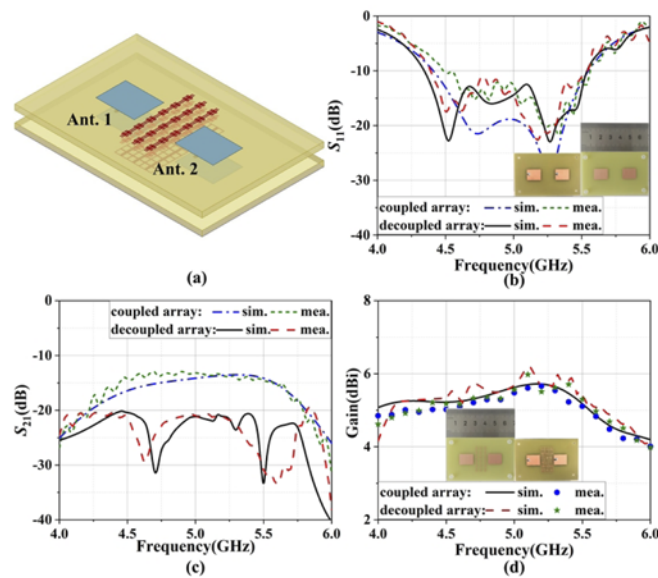 (a)
Ant. 1
Ant. 2
0
-10
-20
-30
-40
S11(dB)
coupled array: sim. mea.
decoupled array: sim. mea.
4.0 4.5 5.0 5.5 6.0
Frequency(GHz)
(b)
0
-10
-20
-30
-40
S21(dB)
coupled array: sim. mea.
decoupled array: sim. mea.
4.0 4.5 5.0 5.5 6.0
Frequency(GHz)
(c)
8
6
4
2
Gain(dBi)
coupled array: sim. mea.
decoupled array: sim. mea.
4.0 4.5 5.0 5.5 6.0
Frequency(GHz)
(d)